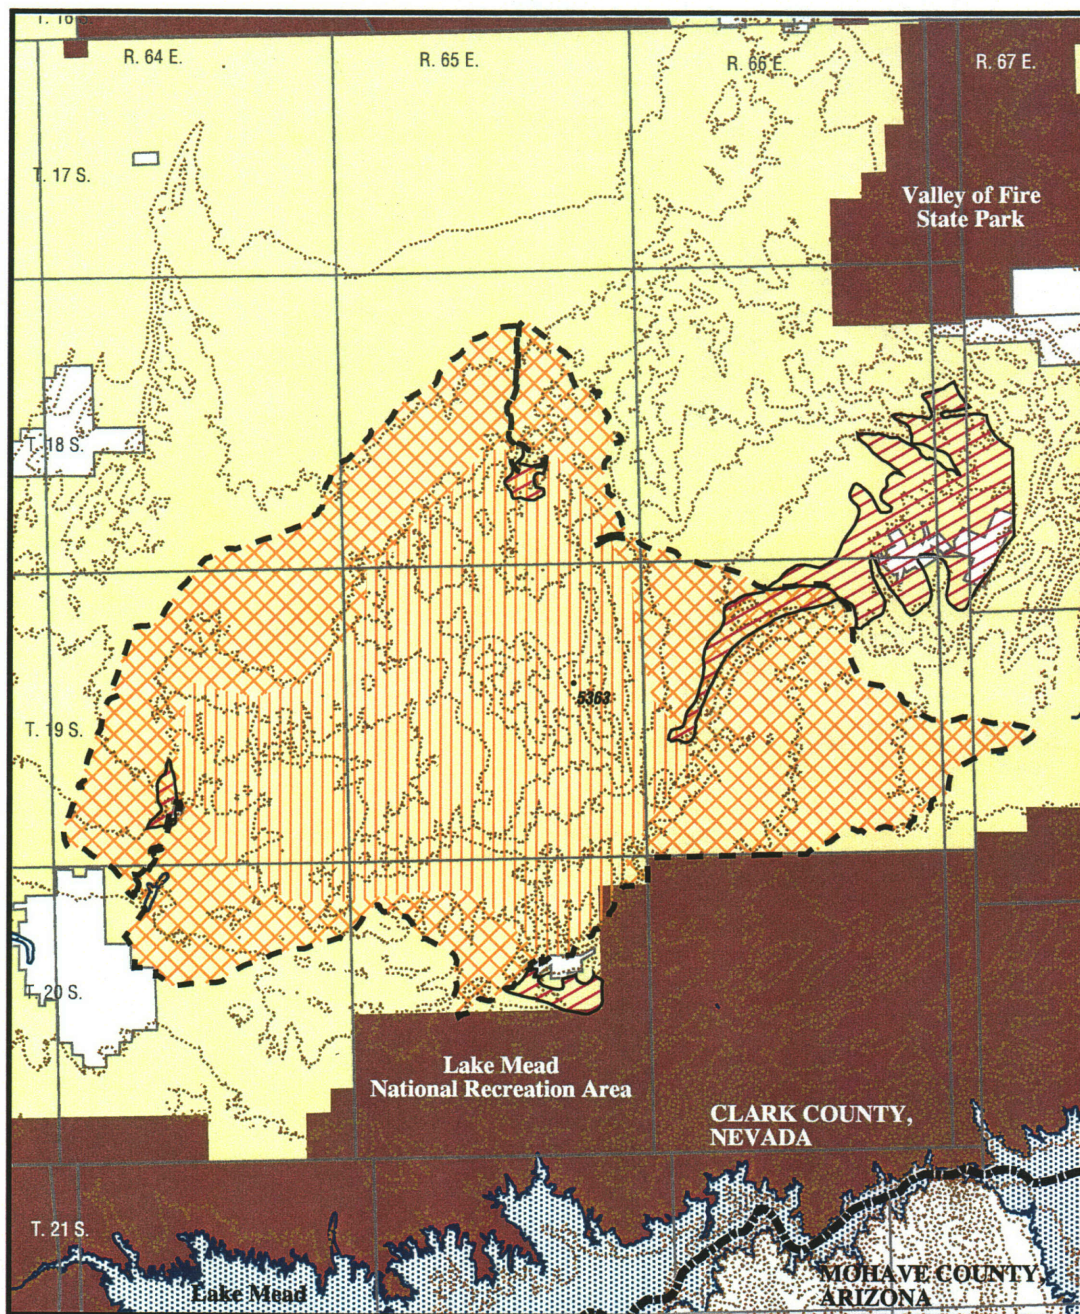 T. 16 S
R. 64 E.
R. 65 E.
R. 66 E.
R. 67 E.
T. 17 S.
Valley of Fire
State Park
T. 18 S.
5363
T. 19 S.
T. 20 S.
Lake Mead
National Recreation Area
CLARK COUNTY,
NEVADA
T. 21 S.
Lake Mead
MOHAVE COUNTY,
ARIZONA